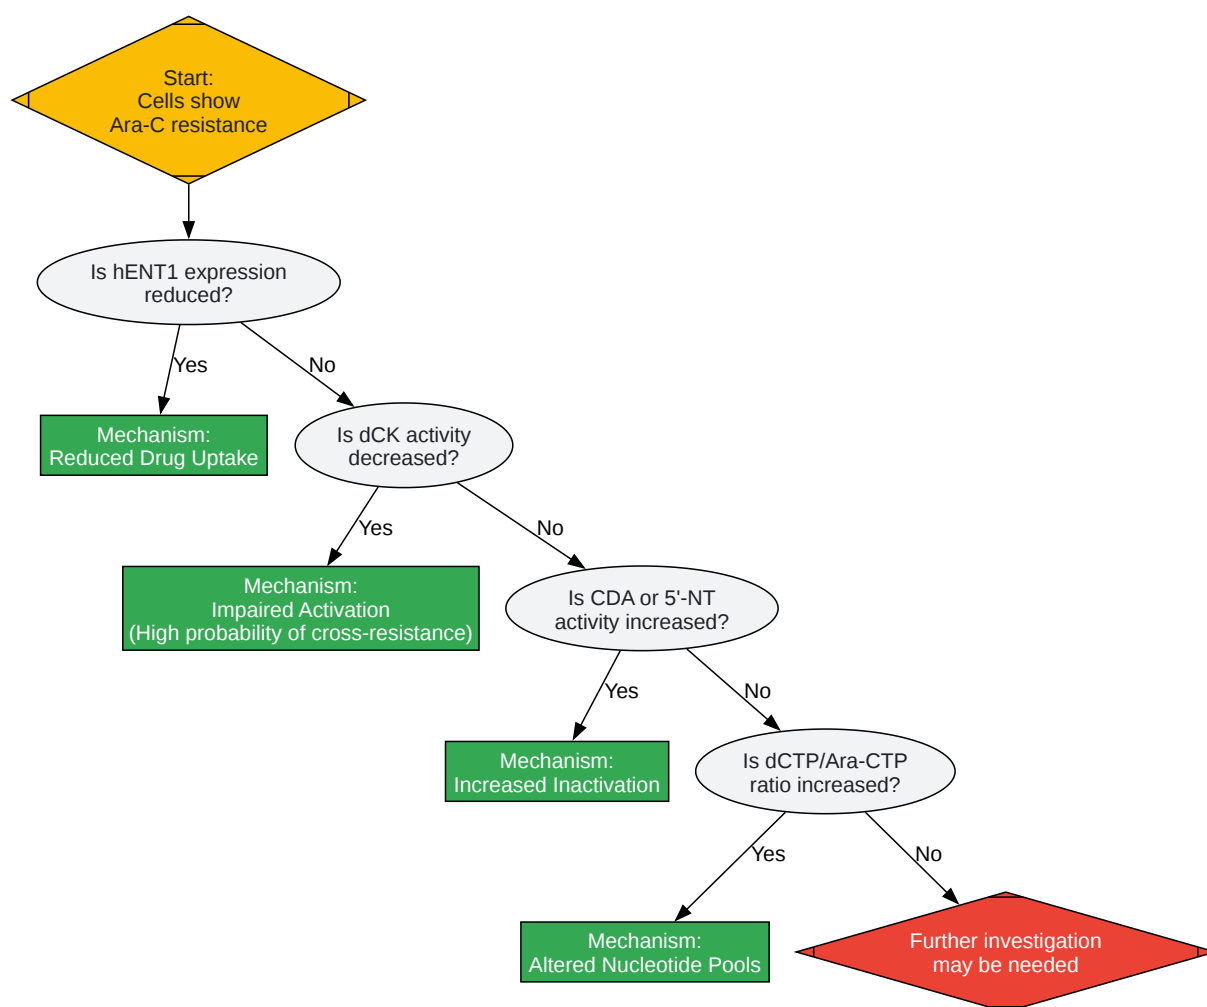 Start:
Cells show
Ara-C resistance
Is hENT1 expression
reduced?
Yes
No
Mechanism:
Reduced Drug Uptake
Is dCK activity
decreased?
Yes
No
Mechanism:
Impaired Activation
(High probability of cross-resistance)
Is CDA or 5'-NT
activity increased?
Yes
No
Mechanism:
Increased Inactivation
Is dCTP/Ara-CTP
ratio increased?
Yes
No
Mechanism:
Altered Nucleotide Pools
Further investigation
may be needed